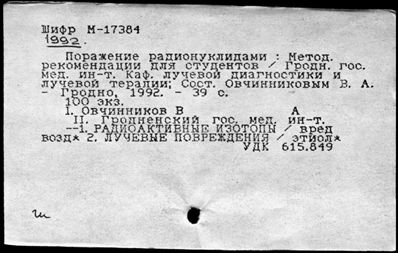 Шифр М-17384
1992.
Поражение радионуклидами : Метод.
рекомендации для студентов / Гродн. гос.
мед. ин-т. Каф. лучевой диагностики и
лучевой терапии; Сост. Овчинниковым В. А.
- Гродно, 1992. - 39 с.
100 экз.
I. Овчинников В А
II. Гродненский гос. мед. ин-т.
--1. РАДИОАКТИВНЫЕ ИЗОТОПЫ / вред
возд* 2. ЛУЧЕВЫЕ ПОВРЕЖДЕНИЯ / этиол*
УДК 615.849